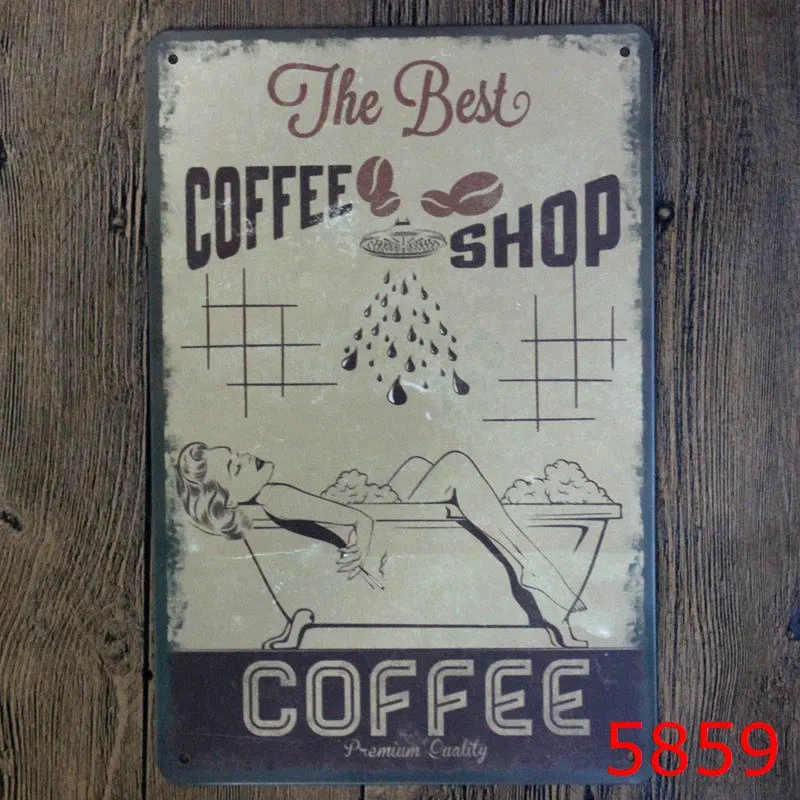 The Best
COFFEE
SHOP
COFFEE
Premium Quality
5859